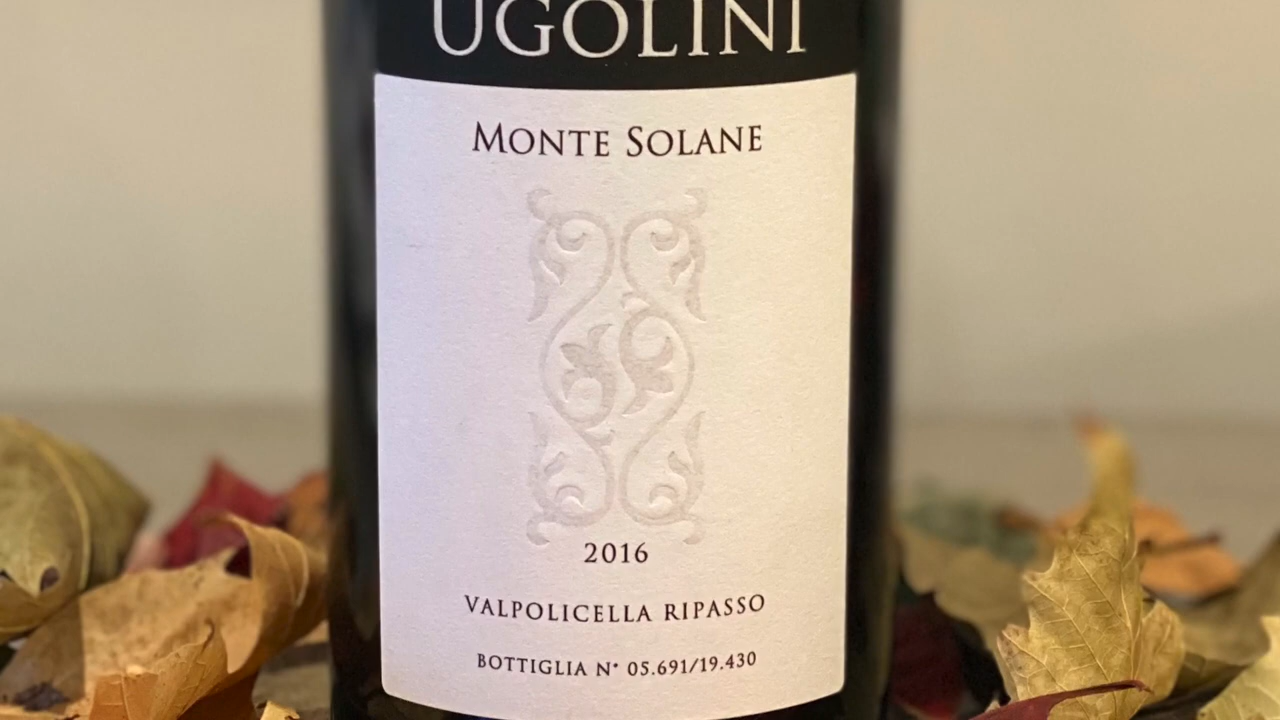 UGOLINI
MONTE SOLANE
2016
VALPOLICELLA RIPASSO
BOTTIGLIA N° 05.691/19.430